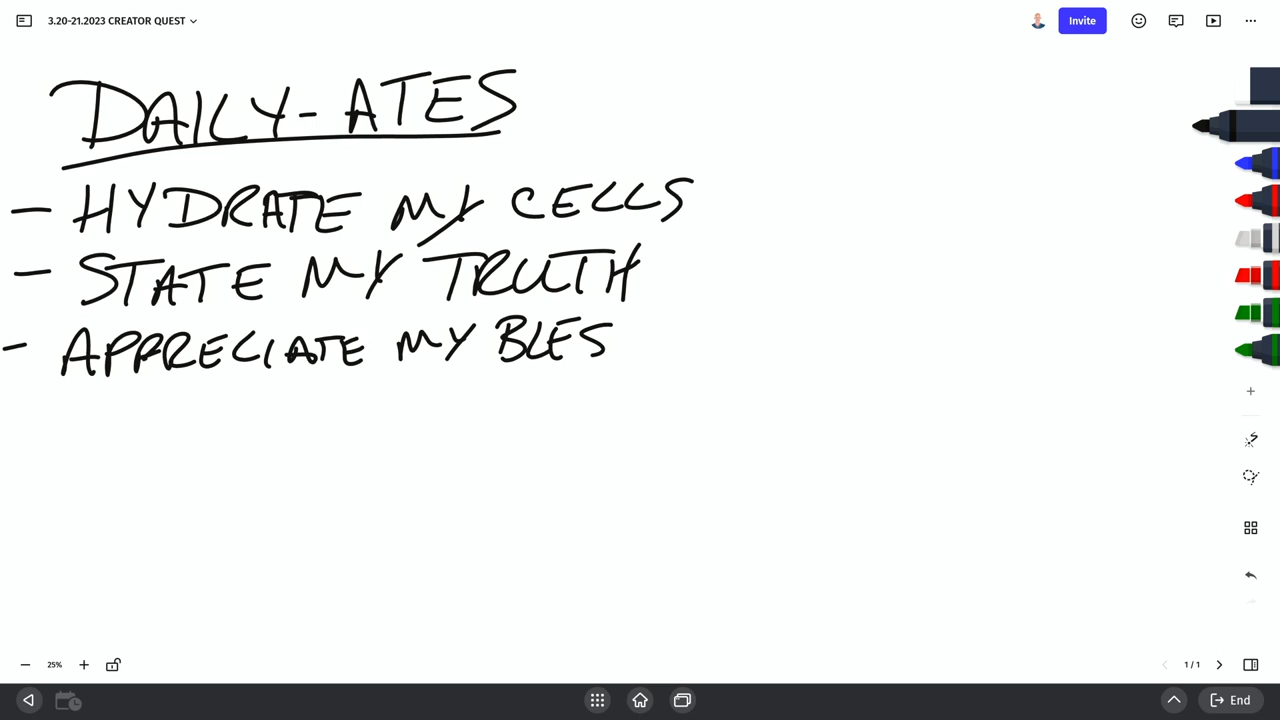 3.20-21.2023 CREATOR QUEST
Invite
DAILY-ATES
- HYDRATE MY CELLS
- STATE MY TRUTH
- APPRECIATE MY BLES
25%
1 / 1
End